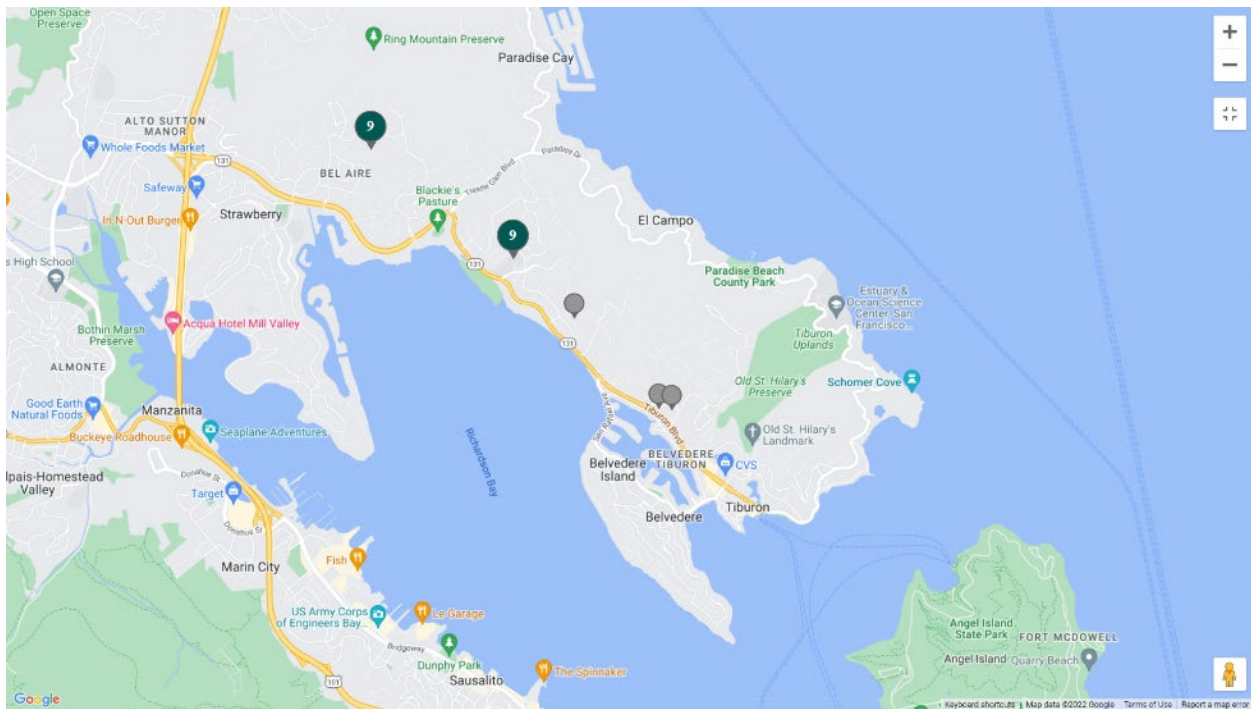 Open Space
Preserve
Ring Mountain Preserve
Paradise Cay
ALTO SUTTON
MANOR
9
Whole Foods Market
131
Paradise Dr
BEL AIRE
Safeway
Blackie's
Pasture
Strawberry
In-N-Out Burger
El Campo
9
s High School
131
Paradise Beach
County Park
Estuary &
Ocean Science
Center, San
Francisco...
Acqua Hotel Mill Valley
Bothin Marsh
Preserve
Tiburon
Uplands
131
ALMONTE
Old St. Hilary's
Preserve
Schomer Cove
Good Earth
Natural Foods
Manzanita
Buckeye Roadhouse
Seaplane Adventures
Tiburon Blvd
Old St. Hilary's
Landmark
Richardson Bay
BELVEDERE
TIBURON
CVS
Belvedere
Island
lpais-Homestead
Valley
Donahue St
Target
Belvedere
Tiburon
Donahue St
Fish
Marin City
US Army Corps
of Engineers Bay...
Le Garage
Bridgeway
Angel Island
State Park
FORT MCDOWELL
Dunphy Park
Angel Island
Quarry Beach
Sausalito
The Spinnaker
101
Google
Keyboard shortcuts
Map data ©2022 Google
Terms of Use
Report a map error